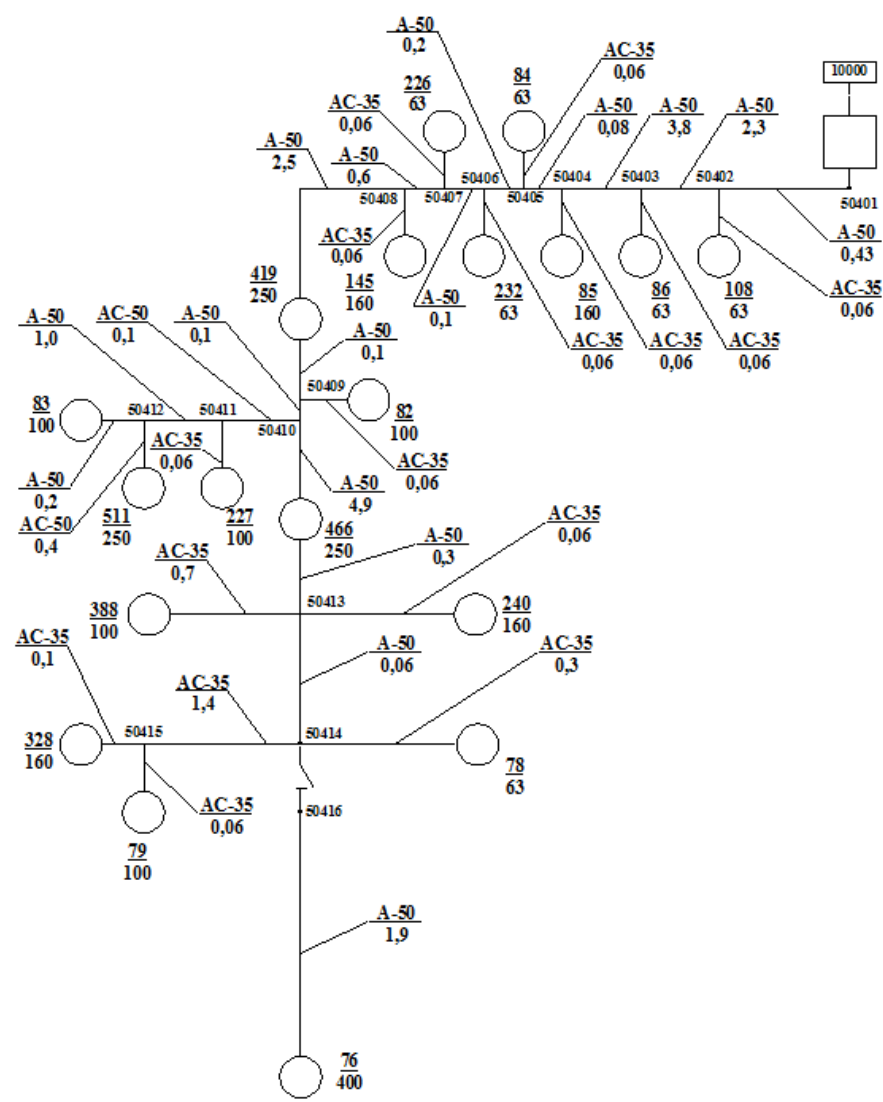 A-50
0,2
AC-35
0,06
10000
226
63
84
63
AC-35
0,06
A-50
0,08
A-50
3,8
A-50
2,3
A-50
2,5
A-50
0,6
50406
50404
50403
50402
50408
50407
50405
50401
AC-35
0,06
A-50
0,43
419
250
145
160
A-50
0,1
232
63
85
160
86
63
108
63
AC-35
0,06
AC-35
0,06
AC-35
0,06
AC-35
0,06
A-50
1,0
AC-50
0,1
A-50
0,1
A-50
0,1
50409
83
100
50412
50411
50410
82
100
AC-35
0,06
AC-35
0,06
A-50
0,2
AC-50
0,4
511
250
227
100
A-50
4,9
466
250
A-50
0,3
AC-35
0,06
AC-35
0,7
50413
388
100
240
160
AC-35
0,1
A-50
0,06
AC-35
0,3
AC-35
1,4
50415
50414
328
160
78
63
AC-35
0,06
50416
79
100
A-50
1,9
76
400